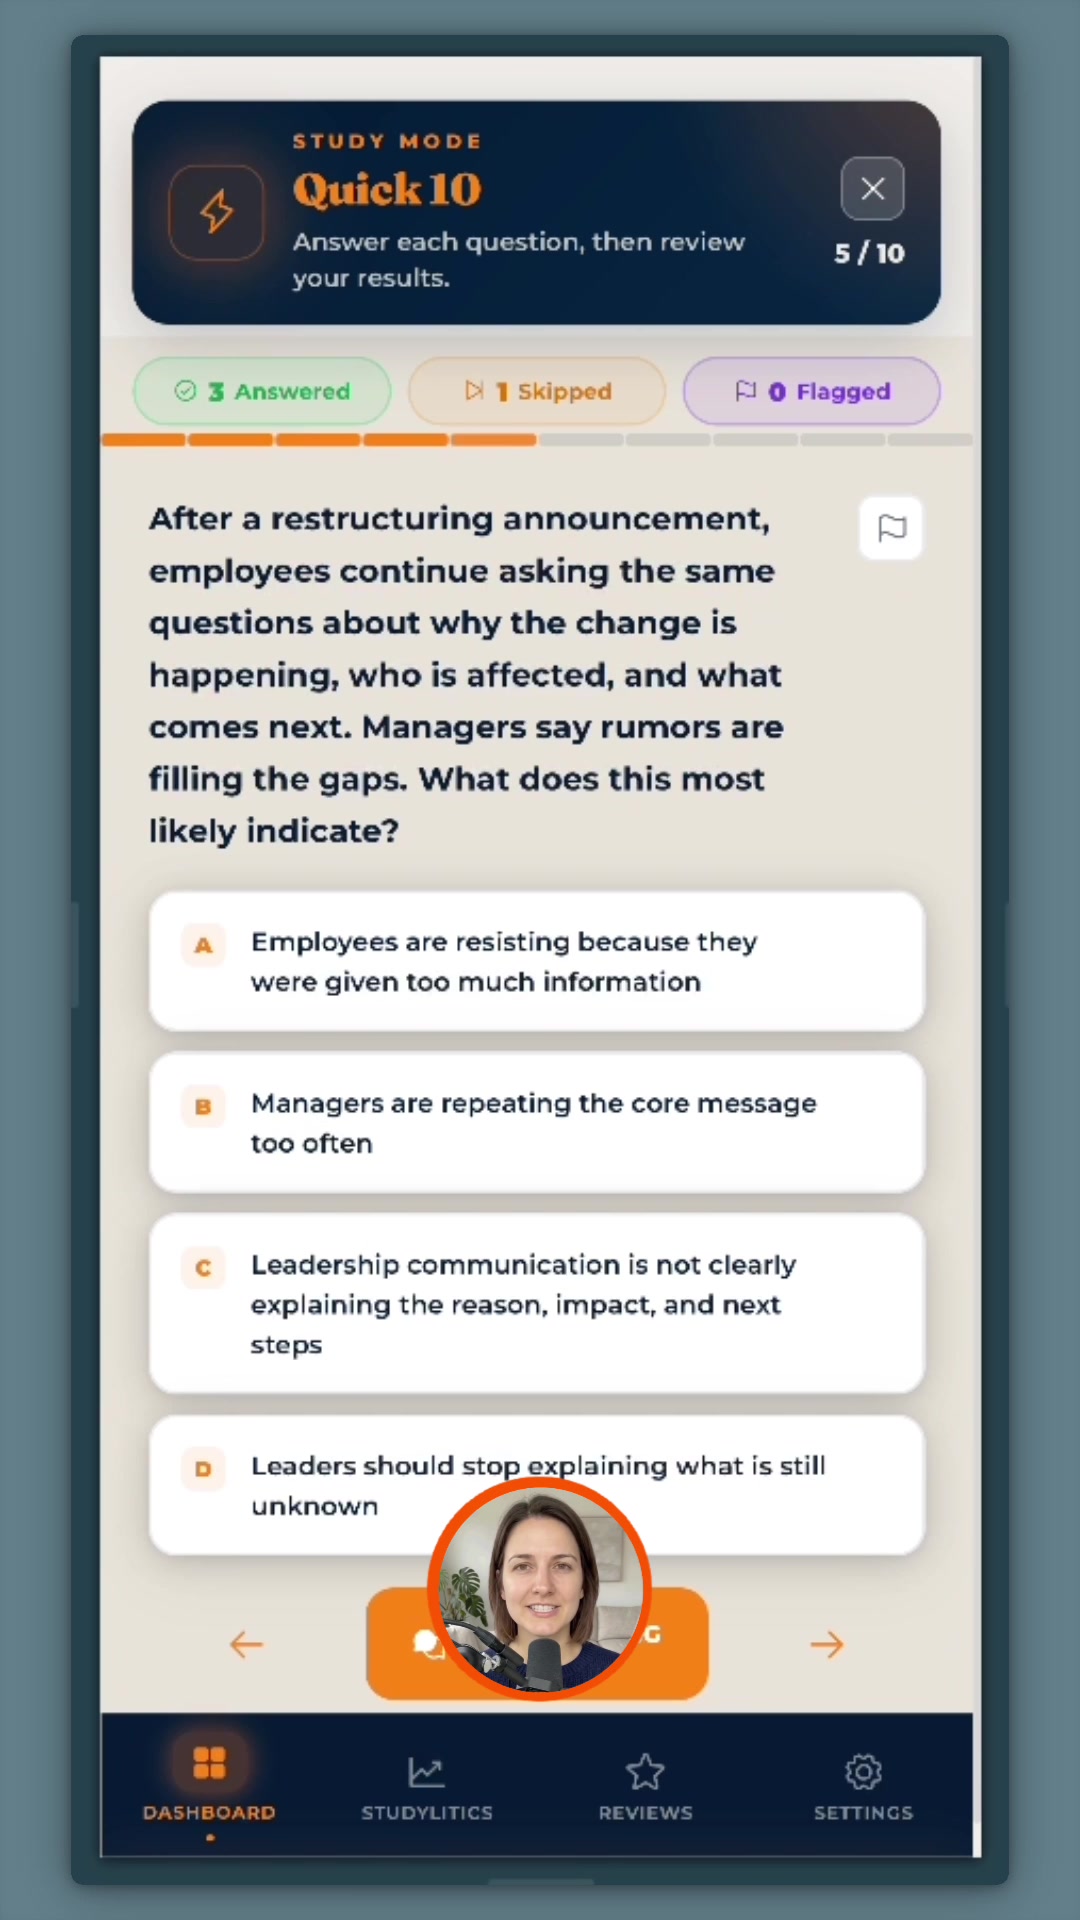 STUDY MODE
Quick 10
Answer each question, then review
your results.
5 / 10
3 Answered
1 Skipped
0 Flagged
After a restructuring announcement,
employees continue asking the same
questions about why the change is
happening, who is affected, and what
comes next. Managers say rumors are
filling the gaps. What does this most
likely indicate?
A
Employees are resisting because they
were given too much information
B
Managers are repeating the core message
too often
C
Leadership communication is not clearly
explaining the reason, impact, and next
steps
D
Leaders should stop explaining what is still
unknown
DASHBOARD
STUDYLITICS
REVIEWS
SETTINGS